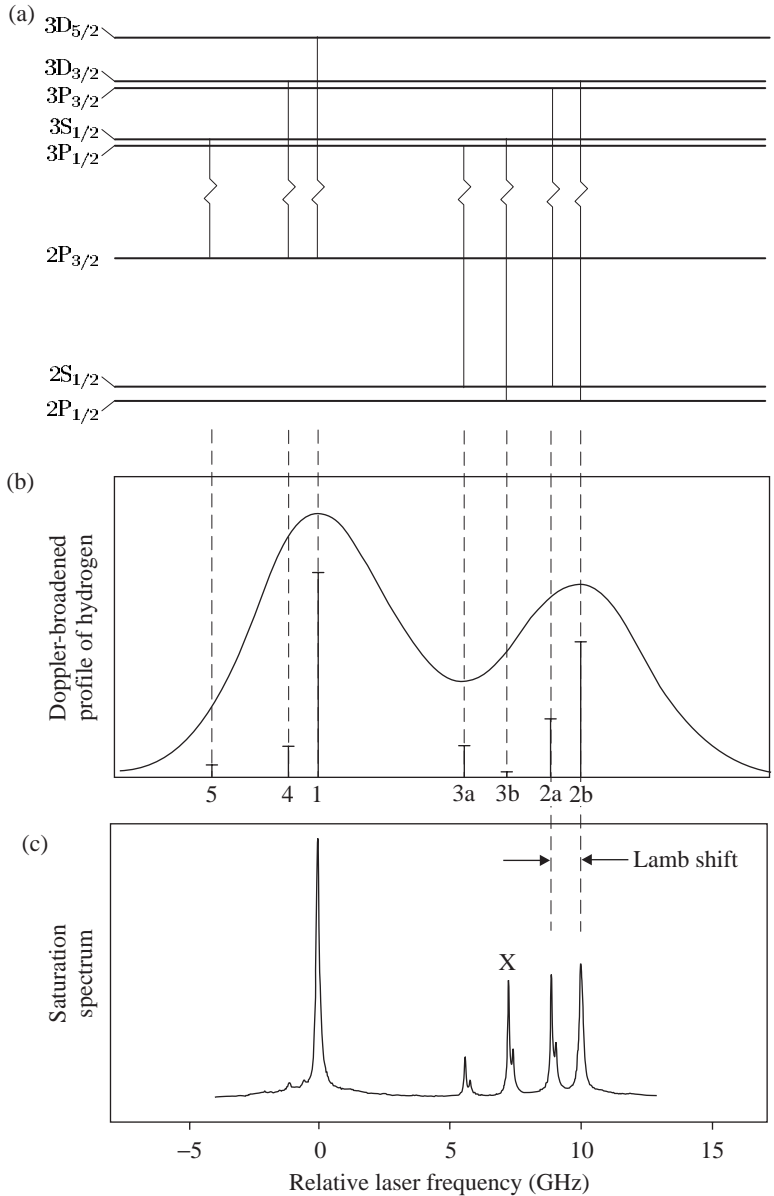 (a)
3D5/2
3D3/2
3P3/2
3S1/2
3P1/2
2P3/2
2S1/2
2P1/2
(b)
Doppler-broadened
profile of hydrogen
5 4 1 3a 3b 2a 2b
(c)
Saturation
spectrum
Lamb shift
X
−5 0 5 10 15
Relative laser frequency (GHz)